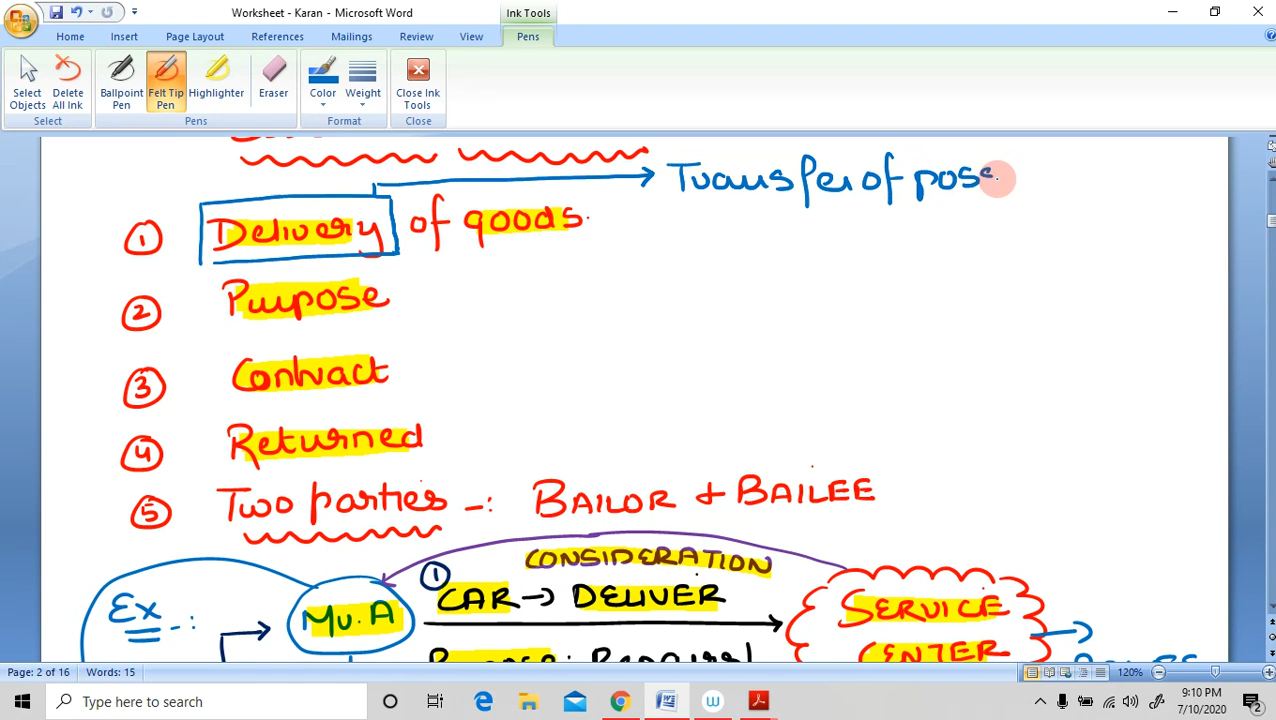 Worksheet - Karan - Microsoft Word
Ink Tools
Home Insert Page Layout References Mailings Review View Pens
Select Objects
Delete All Ink
Ballpoint Pen
Felt Tip Pen
Highlighter
Eraser
Color
Weight
Close Ink Tools
Select Pens Format Close
Transfer of poss
1 Delivery of goods.
2 Purpose
3 Contract
4 Returned
5 Two parties -: BAILOR + BAILEE
CONSIDERATION
Ex -:
Mr. A
1 CAR → DELIVER
SERVICE
CENTER
Page: 2 of 16 Words: 15 120%
Type here to search
9:10 PM
7/10/2020
2